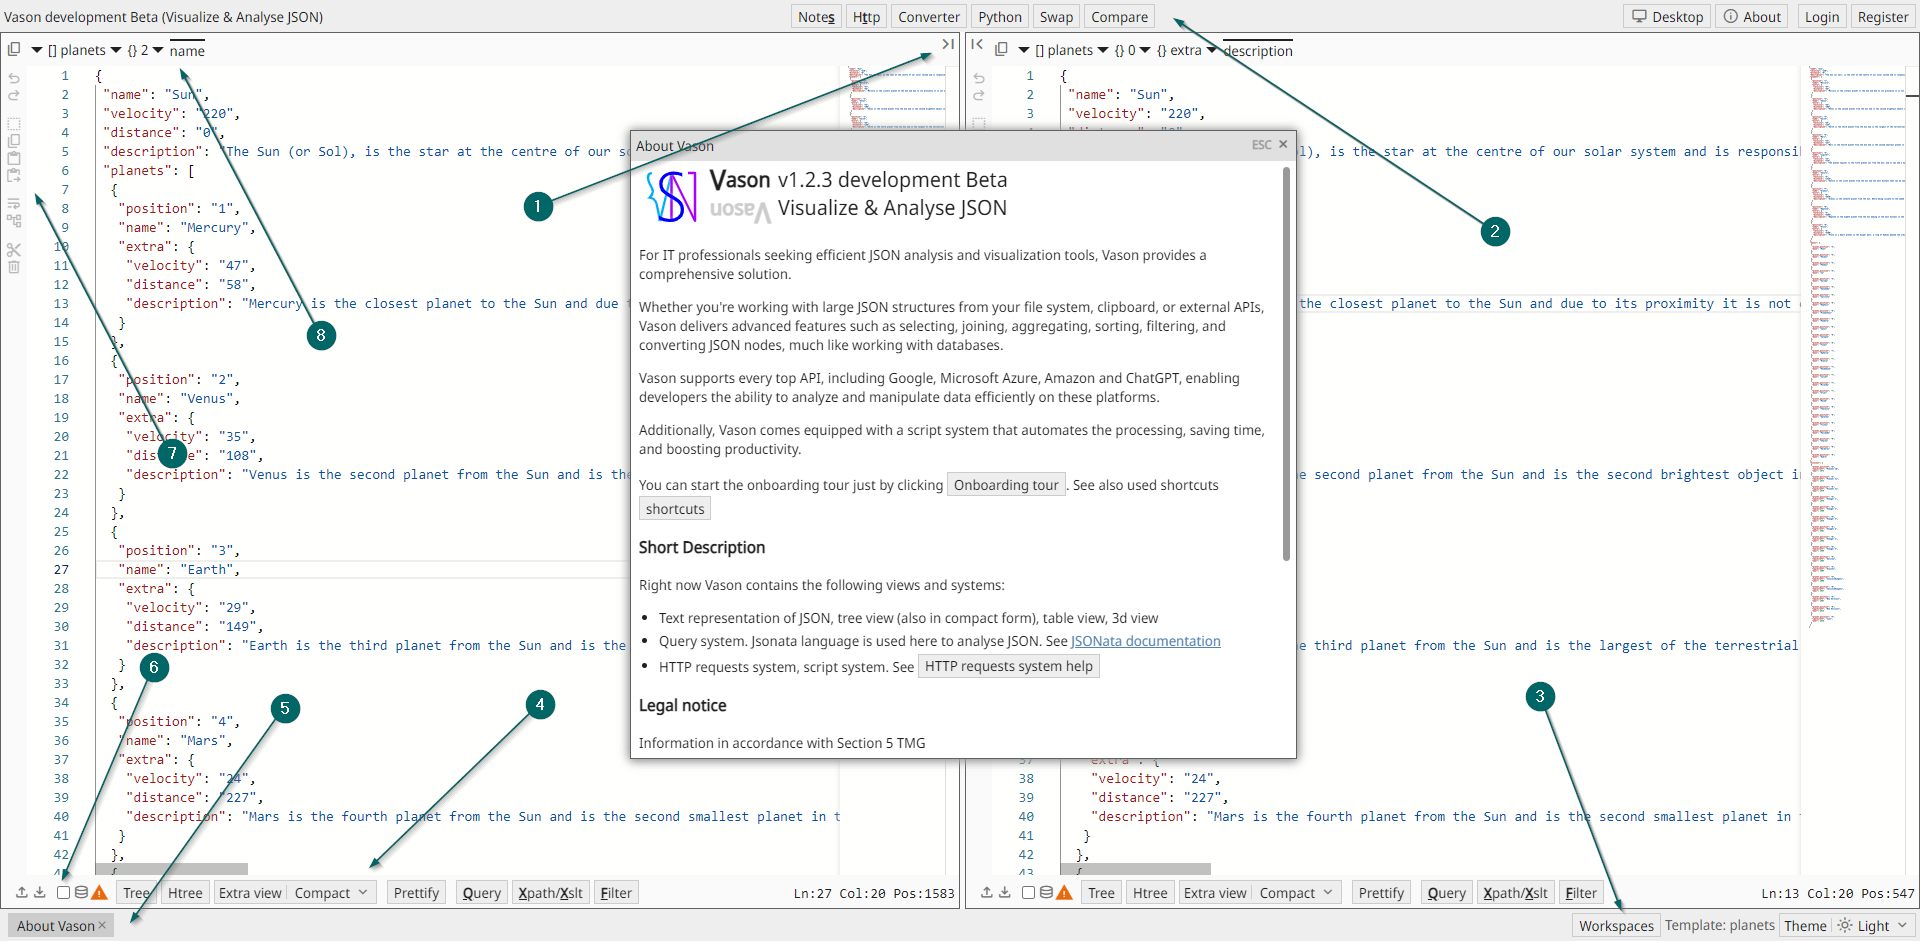 Vason development Beta (Visualize & Analyse JSON)
Notes Http Converter Python Swap Compare
Desktop About Login Register
[] planets {} 2 name
[] planets {} 0 {} extra description
1 {
2 "name": "Sun",
3 "velocity": "220",
4 "distance": "0",
5 "description": "The Sun (or Sol), is the star at the centre of our so
6 "planets": [
7 {
8 "position": "1",
9 "name": "Mercury",
10 "extra": {
11 "velocity": "47",
12 "distance": "58",
13 "description": "Mercury is the closest planet to the Sun and due
14 }
15 },
16 {
17 "position": "2",
18 "name": "Venus",
19 "extra": {
20 "velocity": "35",
21 "distance": "108",
22 "description": "Venus is the second planet from the Sun and is the
23 }
24 },
25 {
26 "position": "3",
27 "name": "Earth",
28 "extra": {
29 "velocity": "29",
30 "distance": "149",
31 "description": "Earth is the third planet from the Sun and is the
32 }
33 },
34 {
35 "position": "4",
36 "name": "Mars",
37 "extra": {
38 "velocity": "24",
39 "distance": "227",
40 "description": "Mars is the fourth planet from the Sun and is the second smallest planet in t
41 }
42 },
{
1 {
2 "name": "Sun",
3 "velocity": "220",
ol), is the star at the centre of our solar system and is responsi
the closest planet to the Sun and due to its proximity it is not
e second planet from the Sun and is the second brightest object in
e third planet from the Sun and is the largest of the terrestrial
37 "extra": {
38 "velocity": "24",
39 "distance": "227",
40 "description": "Mars is the fourth planet from the Sun and is the second smallest planet in
41 }
42 },
43 {
About Vason ESC
Vason v1.2.3 development Beta
Visualize & Analyse JSON
For IT professionals seeking efficient JSON analysis and visualization tools, Vason provides a
comprehensive solution.
Whether you're working with large JSON structures from your file system, clipboard, or external APIs,
Vason delivers advanced features such as selecting, joining, aggregating, sorting, filtering, and
converting JSON nodes, much like working with databases.
Vason supports every top API, including Google, Microsoft Azure, Amazon and ChatGPT, enabling
developers the ability to analyze and manipulate data efficiently on these platforms.
Additionally, Vason comes equipped with a script system that automates the processing, saving time,
and boosting productivity.
You can start the onboarding tour just by clicking Onboarding tour . See also used shortcuts
shortcuts
Short Description
Right now Vason contains the following views and systems:
• Text representation of JSON, tree view (also in compact form), table view, 3d view
• Query system. Jsonata language is used here to analyse JSON. See JSONata documentation
• HTTP requests system, script system. See HTTP requests system help
Legal notice
Information in accordance with Section 5 TMG
1
2
3
4
5
6
7
8
Tree Htree Extra view Compact Prettify Query Xpath/Xslt Filter Ln:27 Col:20 Pos:1583
Tree Htree Extra view Compact Prettify Query Xpath/Xslt Filter Ln:13 Col:20 Pos:547
About Vason
Workspaces Template: planets Theme Light